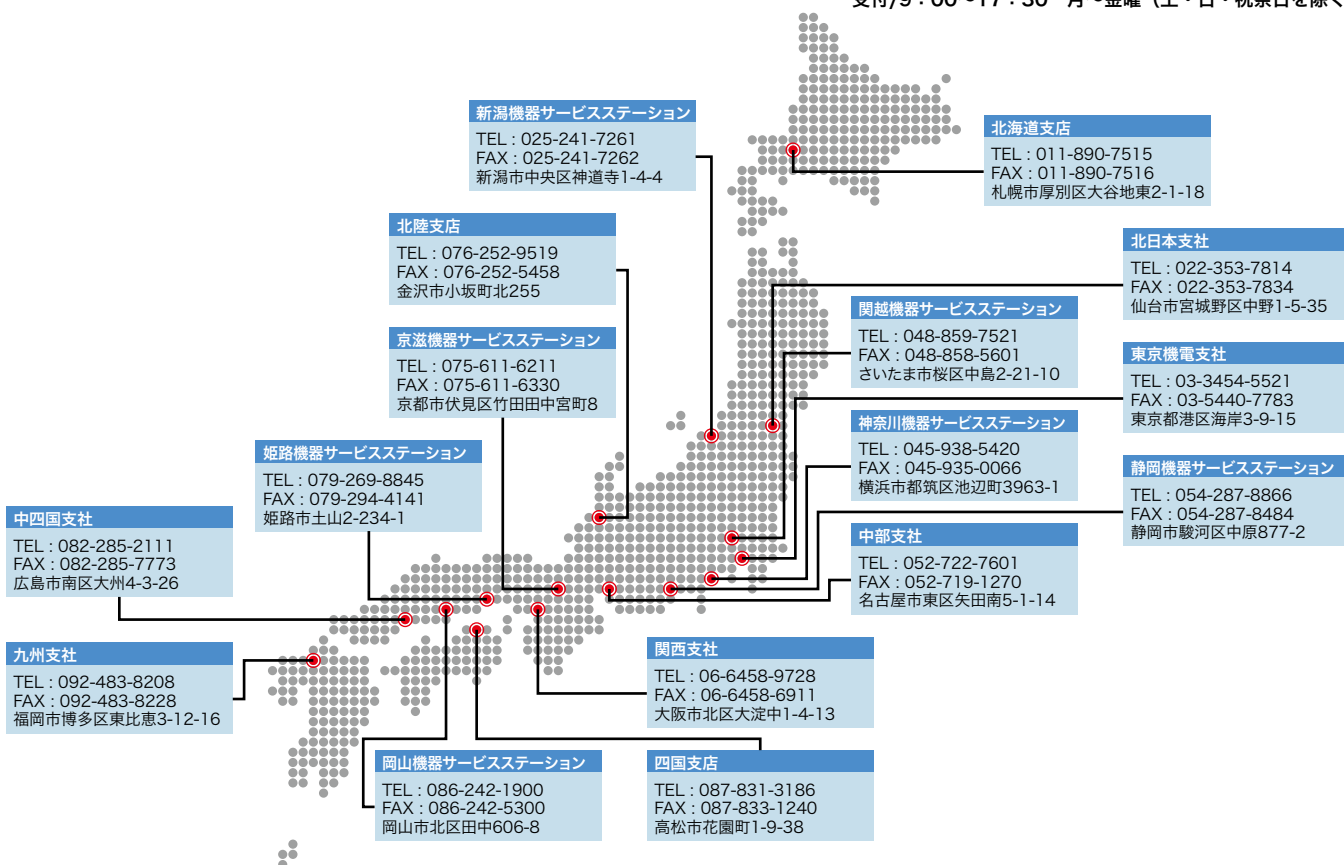 受付/9：00～17：30 月～金曜（土・日・祝祭日を除く
新潟機器サービスステーション
TEL : 025-241-7261
FAX : 025-241-7262
新潟市中央区神道寺1-4-4
北海道支店
TEL : 011-890-7515
FAX : 011-890-7516
札幌市厚別区大谷地東2-1-18
北陸支店
TEL : 076-252-9519
FAX : 076-252-5458
金沢市小坂町北255
北日本支社
TEL : 022-353-7814
FAX : 022-353-7834
仙台市宮城野区中野1-5-35
関越機器サービスステーション
TEL : 048-859-7521
FAX : 048-858-5601
さいたま市桜区中島2-21-10
京滋機器サービスステーション
TEL : 075-611-6211
FAX : 075-611-6330
京都市伏見区竹田田中宮町8
東京機電支社
TEL : 03-3454-5521
FAX : 03-5440-7783
東京都港区海岸3-9-15
神奈川機器サービスステーション
TEL : 045-938-5420
FAX : 045-935-0066
横浜市都筑区池辺町3963-1
姫路機器サービスステーション
TEL : 079-269-8845
FAX : 079-294-4141
姫路市土山2-234-1
静岡機器サービスステーション
TEL : 054-287-8866
FAX : 054-287-8484
静岡市駿河区中原877-2
中四国支社
TEL : 082-285-2111
FAX : 082-285-7773
広島市南区大州4-3-26
中部支社
TEL : 052-722-7601
FAX : 052-719-1270
名古屋市東区矢田南5-1-14
九州支社
TEL : 092-483-8208
FAX : 092-483-8228
福岡市博多区東比恵3-12-16
関西支社
TEL : 06-6458-9728
FAX : 06-6458-6911
大阪市北区大淀中1-4-13
岡山機器サービスステーション
TEL : 086-242-1900
FAX : 086-242-5300
岡山市北区田中606-8
四国支店
TEL : 087-831-3186
FAX : 087-833-1240
高松市花園町1-9-38